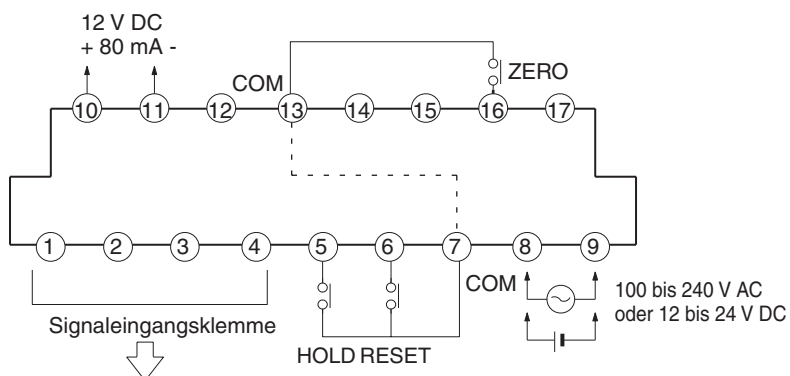 12 V DC
+ 80 mA -
COM
ZERO
10 11 12 13 14 15 16 17
1 2 3 4 5 6 7 8 9
COM
100 bis 240 V AC
oder 12 bis 24 V DC
Signaleingangsklemme
HOLD RESET